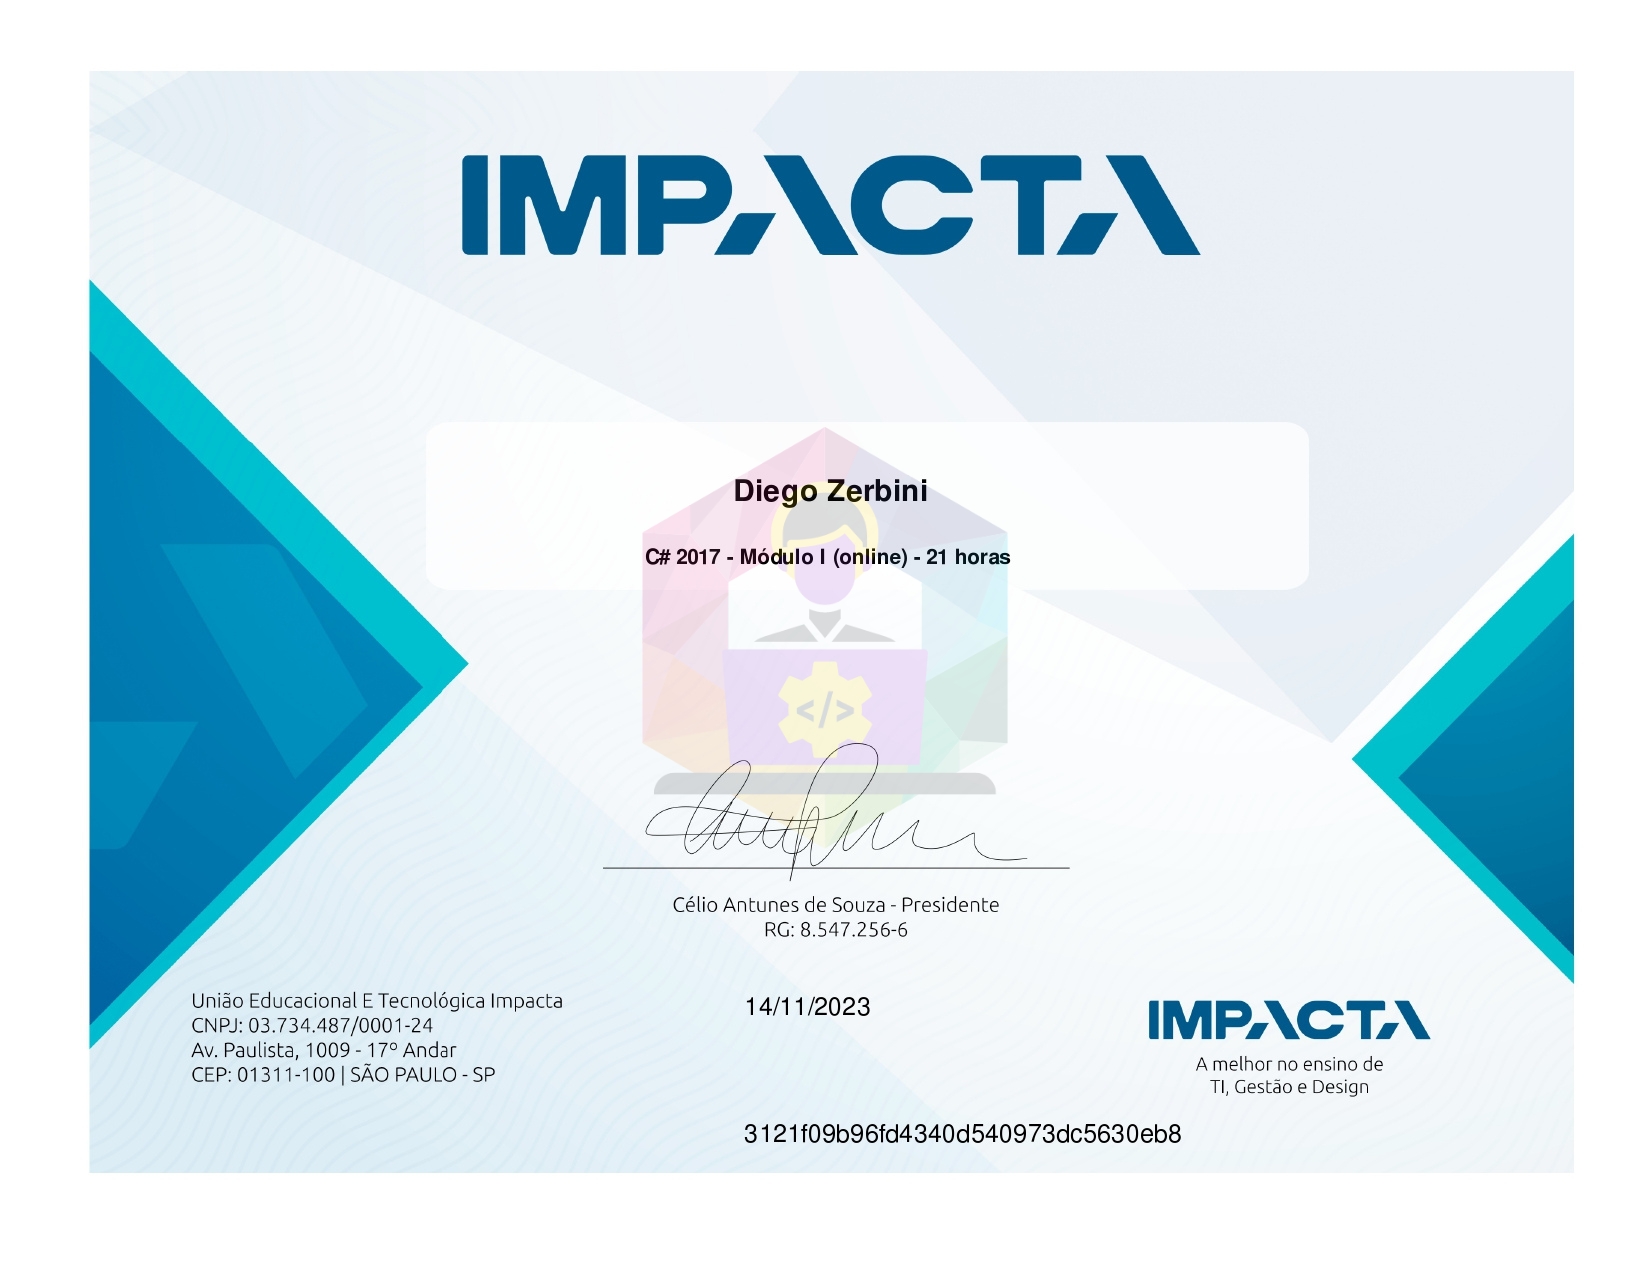 IMPACTA
Diego Zerbini
C# 2017 - Módulo I (online) - 21 horas
</>
Célio Antunes de Souza - Presidente
RG: 8.547.256-6
União Educacional E Tecnológica Impacta
CNPJ: 03.734.487/0001-24
Av. Paulista, 1009 - 17º Andar
CEP: 01311-100 | SÃO PAULO - SP
14/11/2023
IMPACTA
A melhor no ensino de
TI, Gestão e Design
3121f09b96fd4340d540973dc5630eb8